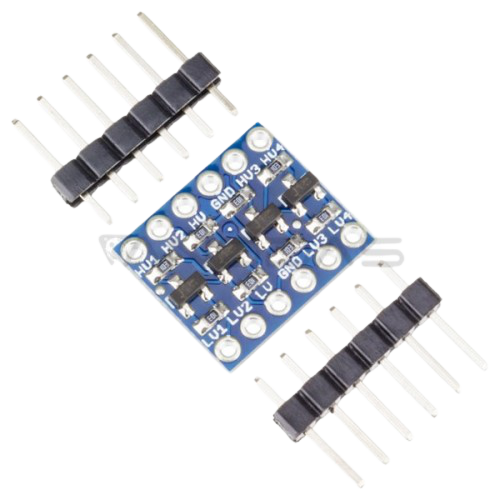 HV1 HV2 HV GND HV3 HV4
LV1 LV2 LV GND LV3 LV4